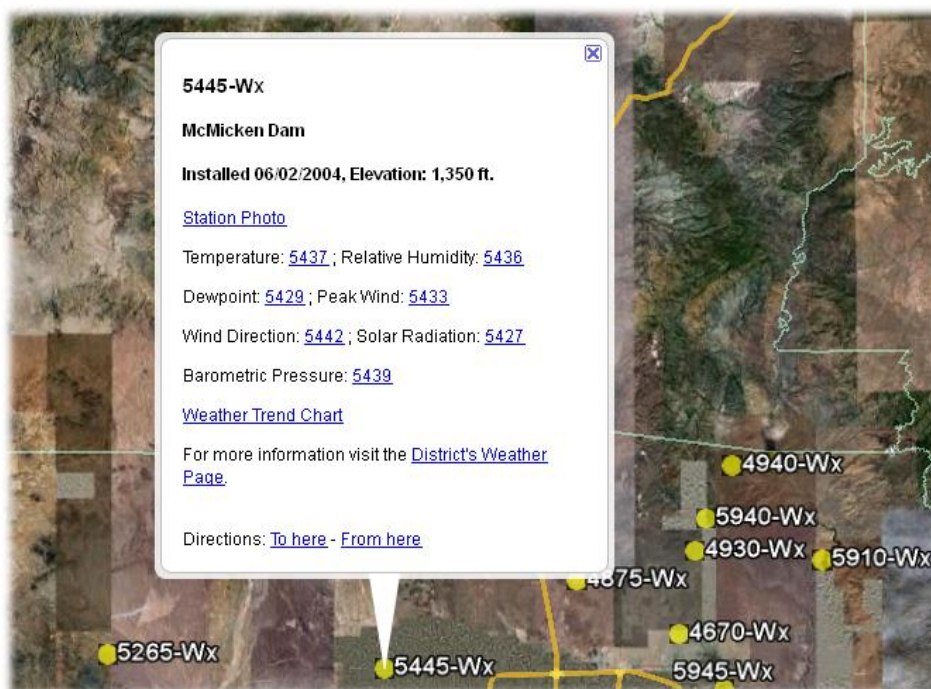 5445-Wx
McMicken Dam
Installed 06/02/2004, Elevation: 1,350 ft.
Station Photo
Temperature: 5437 ; Relative Humidity: 5436
Dewpoint: 5429 ; Peak Wind: 5433
Wind Direction: 5442 ; Solar Radiation: 5427
Barometric Pressure: 5439
Weather Trend Chart
For more information visit the District's Weather
Page.
Directions: To here - From here
4940-Wx
5940-Wx
4930-Wx
5910-Wx
4875-Wx
4670-Wx
5265-Wx
5445-Wx
5945-Wx